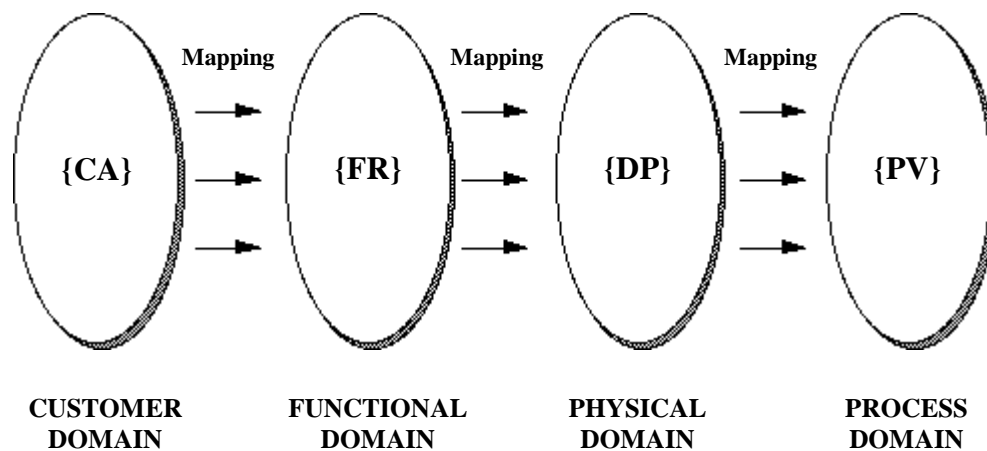 Mapping
Mapping
Mapping
{CA}
{FR}
{DP}
{PV}
CUSTOMER
DOMAIN
FUNCTIONAL
DOMAIN
PHYSICAL
DOMAIN
PROCESS
DOMAIN